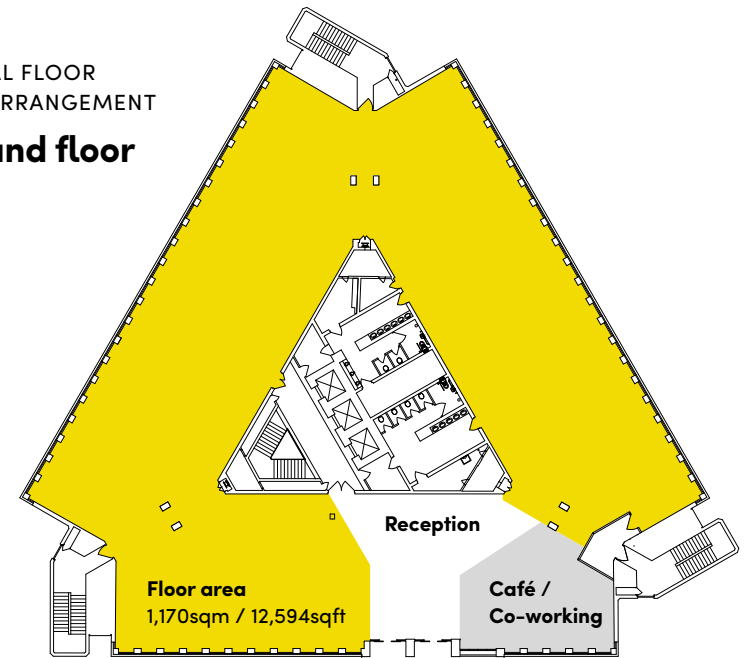 AL FLOOR
RRANGEMENT
und floor
Reception
Floor area
1,170sqm / 12,594sqft
Café /
Co-working